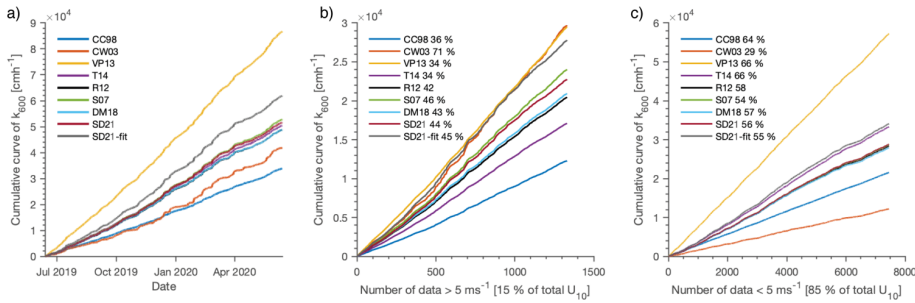 a)
9 ×10⁴
8
7
6
5
4
3
2
1
0
Cumulative curve of k600 [cmh⁻¹]
CC98
CW03
VP13
T14
R12
S07
DM18
SD21
SD21-fit
Jul 2019 Oct 2019 Jan 2020 Apr 2020
Date
b)
3 ×10⁴
2.5
2
1.5
1
0.5
0
Cumulative curve of k600 [cmh⁻¹]
CC98 36 %
CW03 71 %
VP13 34 %
T14 34 %
R12 42
S07 46 %
DM18 43 %
SD21 44 %
SD21-fit 45 %
0 500 1000 1500
Number of data > 5 ms⁻¹ [15 % of total U10]
c)
6 ×10⁴
5
4
3
2
1
0
Cumulative curve of k600 [cmh⁻¹]
CC98 64 %
CW03 29 %
VP13 66 %
T14 66 %
R12 58
S07 54 %
DM18 57 %
SD21 56 %
SD21-fit 55 %
0 2000 4000 6000 8000
Number of data < 5 ms⁻¹ [85 % of total U10]